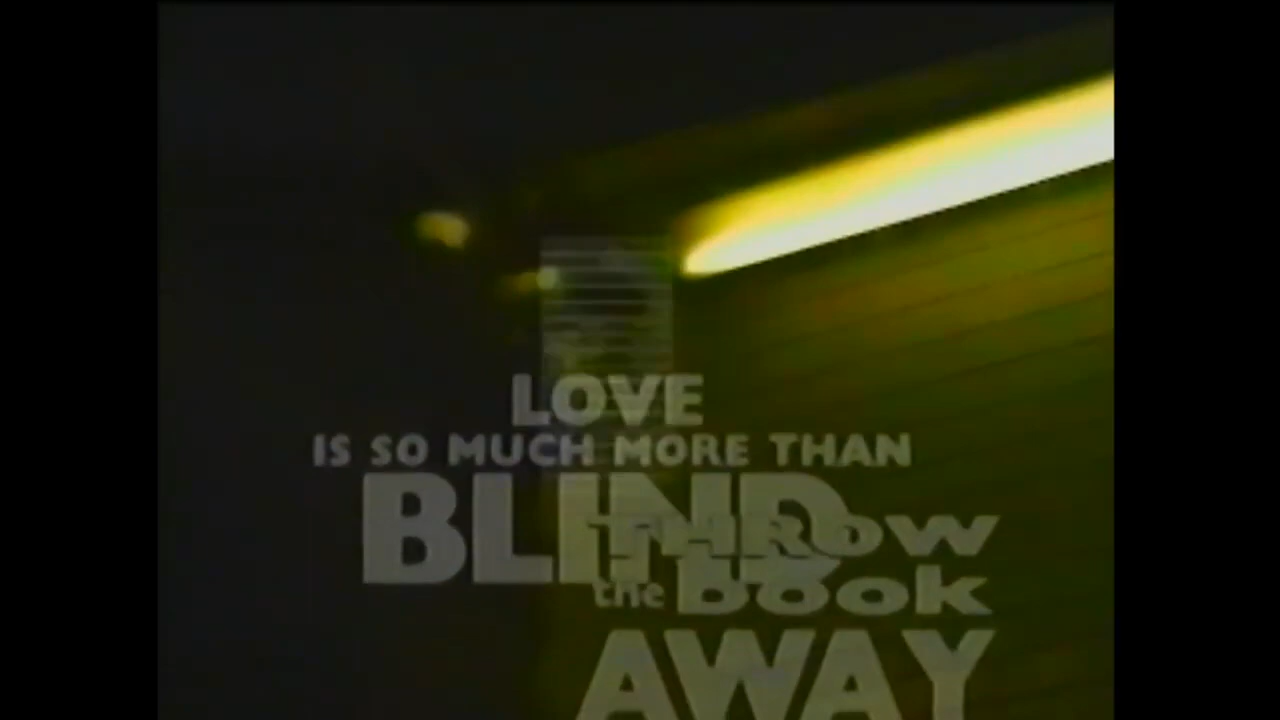 LOVE
IS SO MUCH MORE THAN
BLIND
THROW
the book
AWAY